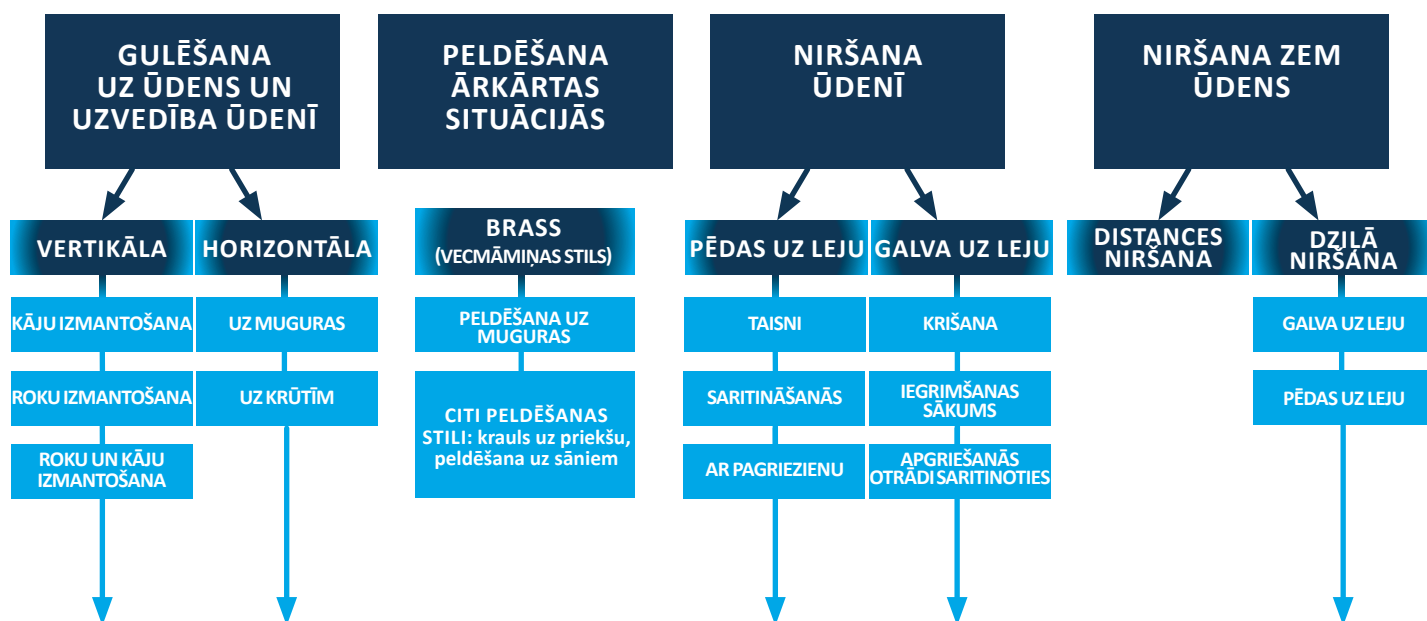 GULĒŠANA
UZ ŪDENS UN
UZVEDĪBA ŪDENĪ
PELDĒŠANA
ĀRKĀRTAS
SITUĀCIJĀS
NIRŠANA
ŪDENĪ
NIRŠANA ZEM
ŪDENS
VERTIKĀLA
HORIZONTĀLA
BRASS
(VECMĀMIŅAS STILS)
PĒDAS UZ LEJU
GALVA UZ LEJU
DISTANCES
NIRŠANA
DZIĻĀ
NIRŠANA
KĀJU IZMANTOŠANA
UZ MUGURAS
PELDĒŠANA UZ
MUGURAS
TAISNI
KRIŠANA
GALVA UZ LEJU
ROKU IZMANTOŠANA
UZ KRŪTĪM
CITI PELDĒŠANAS
STILI: krauls uz priekšu,
peldēšana uz sāniem
SARITINĀŠANĀS
IEGRIMŠANAS
SĀKUMS
PĒDAS UZ LEJU
ROKU UN KĀJU
IZMANTOŠANA
AR PAGRIEZIENU
APGRIEŠANĀS
OTRĀDI SARITINOTIES